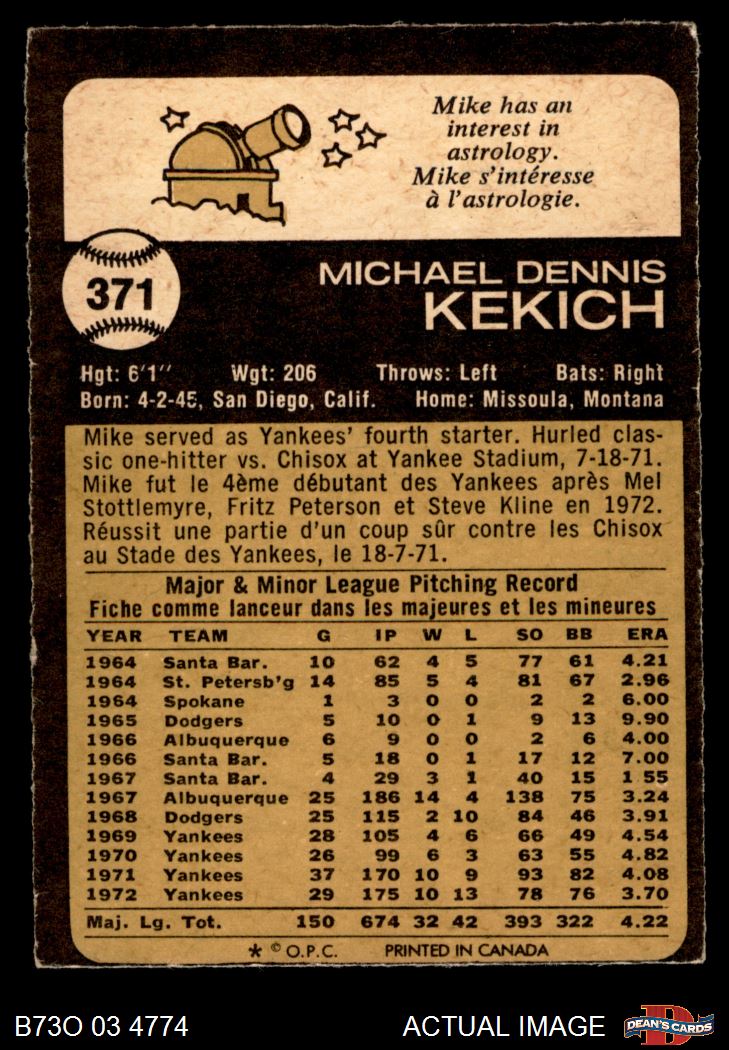 Mike has an
interest in
astrology.
Mike s'intéresse
à l'astrologie.
371
MICHAEL DENNIS
KEKICH
Hgt: 6'1" Wgt: 206 Throws: Left Bats: Right
Born: 4-2-45, San Diego, Calif. Home: Missoula, Montana
Mike served as Yankees' fourth starter. Hurled clas-
sic one-hitter vs. Chisox at Yankee Stadium, 7-18-71.
Mike fut le 4ème débutant des Yankees après Mel
Stottlemyre, Fritz Peterson et Steve Kline en 1972.
Réussit une partie d'un coup sûr contre les Chisox
au Stade des Yankees, le 18-7-71.
Major & Minor League Pitching Record
Fiche comme lanceur dans les majeures et les mineures
YEAR TEAM G IP W L SO BB ERA
1964 Santa Bar. 10 62 4 5 77 61 4.21
1964 St. Petersb'g 14 85 5 4 81 67 2.96
1964 Spokane 1 3 0 0 2 2 6.00
1965 Dodgers 5 10 0 1 9 13 9.90
1966 Albuquerque 6 9 0 0 2 6 4.00
1966 Santa Bar. 5 18 0 1 17 12 7.00
1967 Santa Bar. 4 29 3 1 40 15 1 55
1967 Albuquerque 25 186 14 4 138 75 3.24
1968 Dodgers 25 115 2 10 84 46 3.91
1969 Yankees 28 105 4 6 66 49 4.54
1970 Yankees 26 99 6 3 63 55 4.82
1971 Yankees 37 170 10 9 93 82 4.08
1972 Yankees 29 175 10 13 78 76 3.70
Maj. Lg. Tot. 150 674 32 42 393 322 4.22
* © O.P.C. PRINTED IN CANADA
B73O 03 4774 ACTUAL IMAGE D DEAN'S CARDS